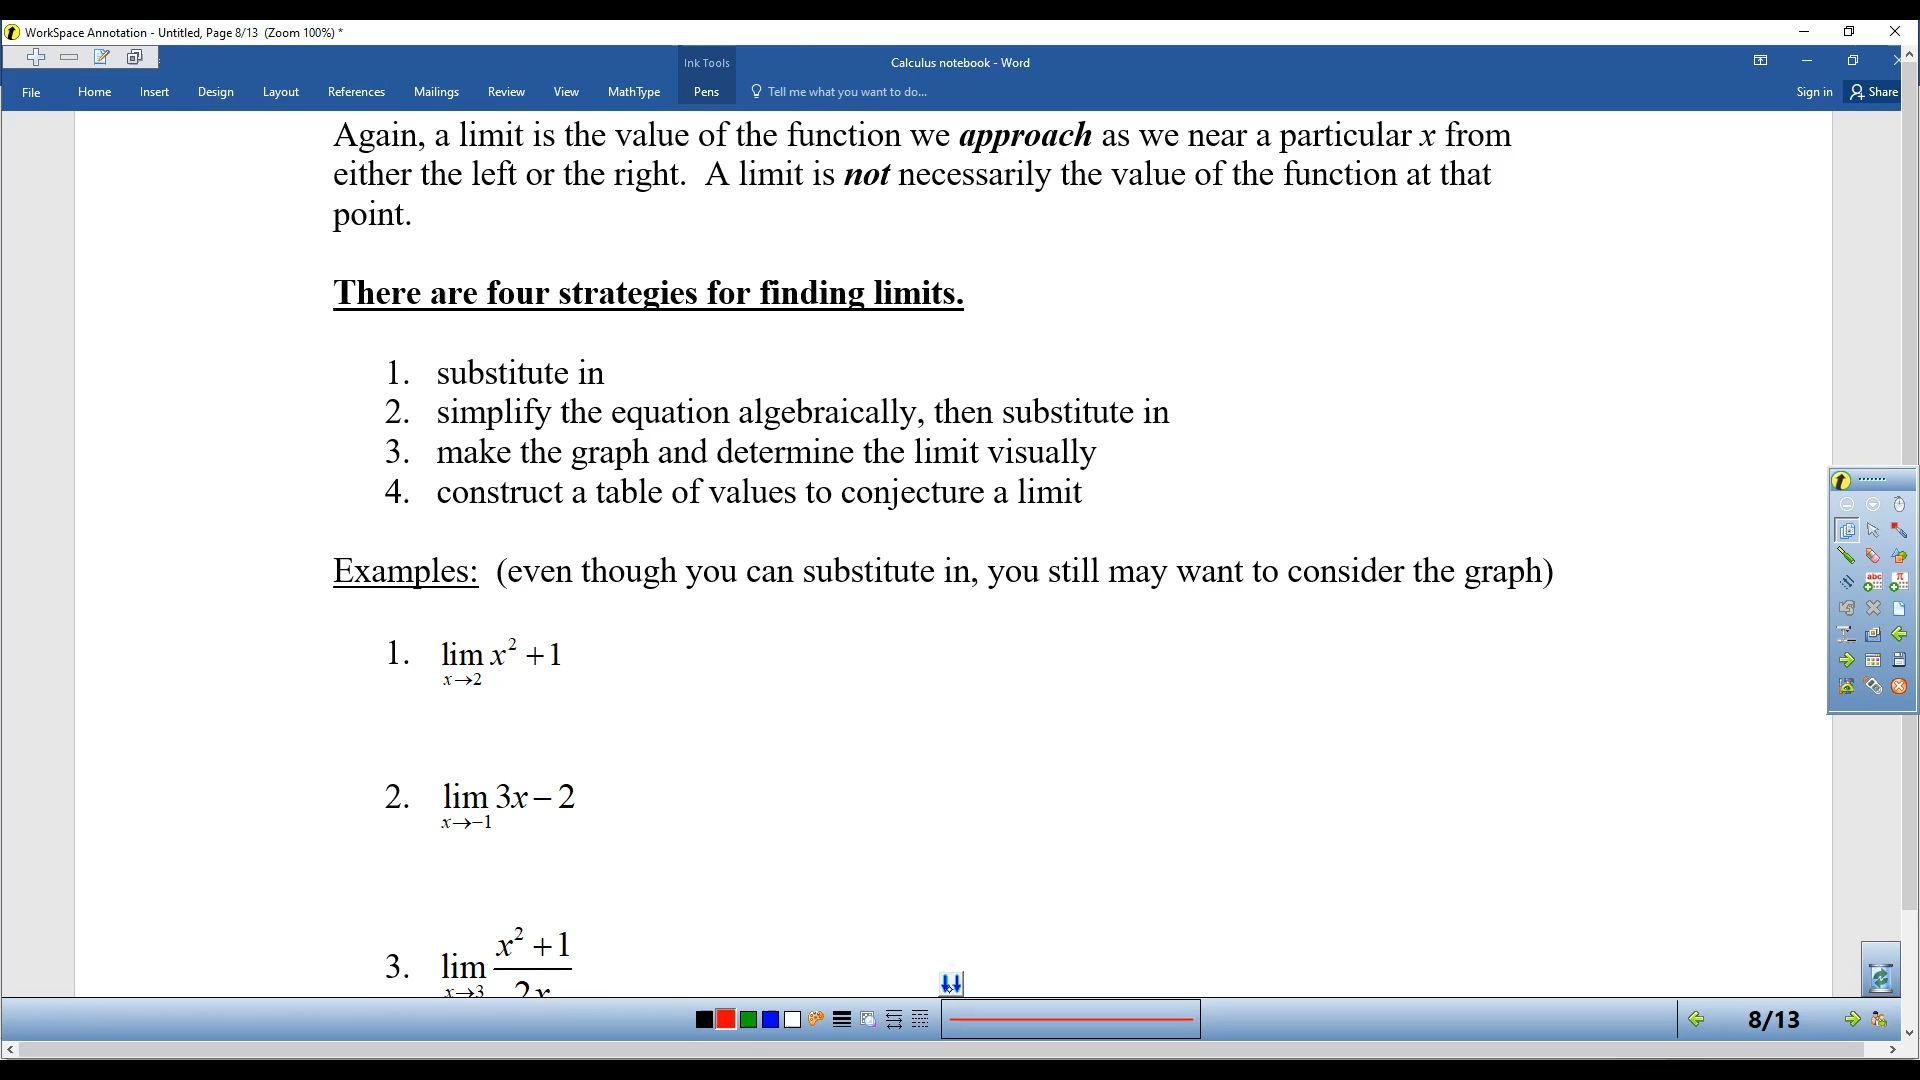 WorkSpace Annotation - Untitled, Page 8/13 (Zoom 100%) *
Ink Tools
Calculus notebook - Word
File Home Insert Design Layout References Mailings Review View MathType Pens Tell me what you want to do... Sign in Share
Again, a limit is the value of the function we approach as we near a particular x from
either the left or the right. A limit is not necessarily the value of the function at that
point.
There are four strategies for finding limits.
1. substitute in
2. simplify the equation algebraically, then substitute in
3. make the graph and determine the limit visually
4. construct a table of values to conjecture a limit
Examples: (even though you can substitute in, you still may want to consider the graph)
1. lim x² + 1
x→2
2. lim 3x − 2
x→−1
3. lim x² + 1
x→3 2x
abc π
8/13